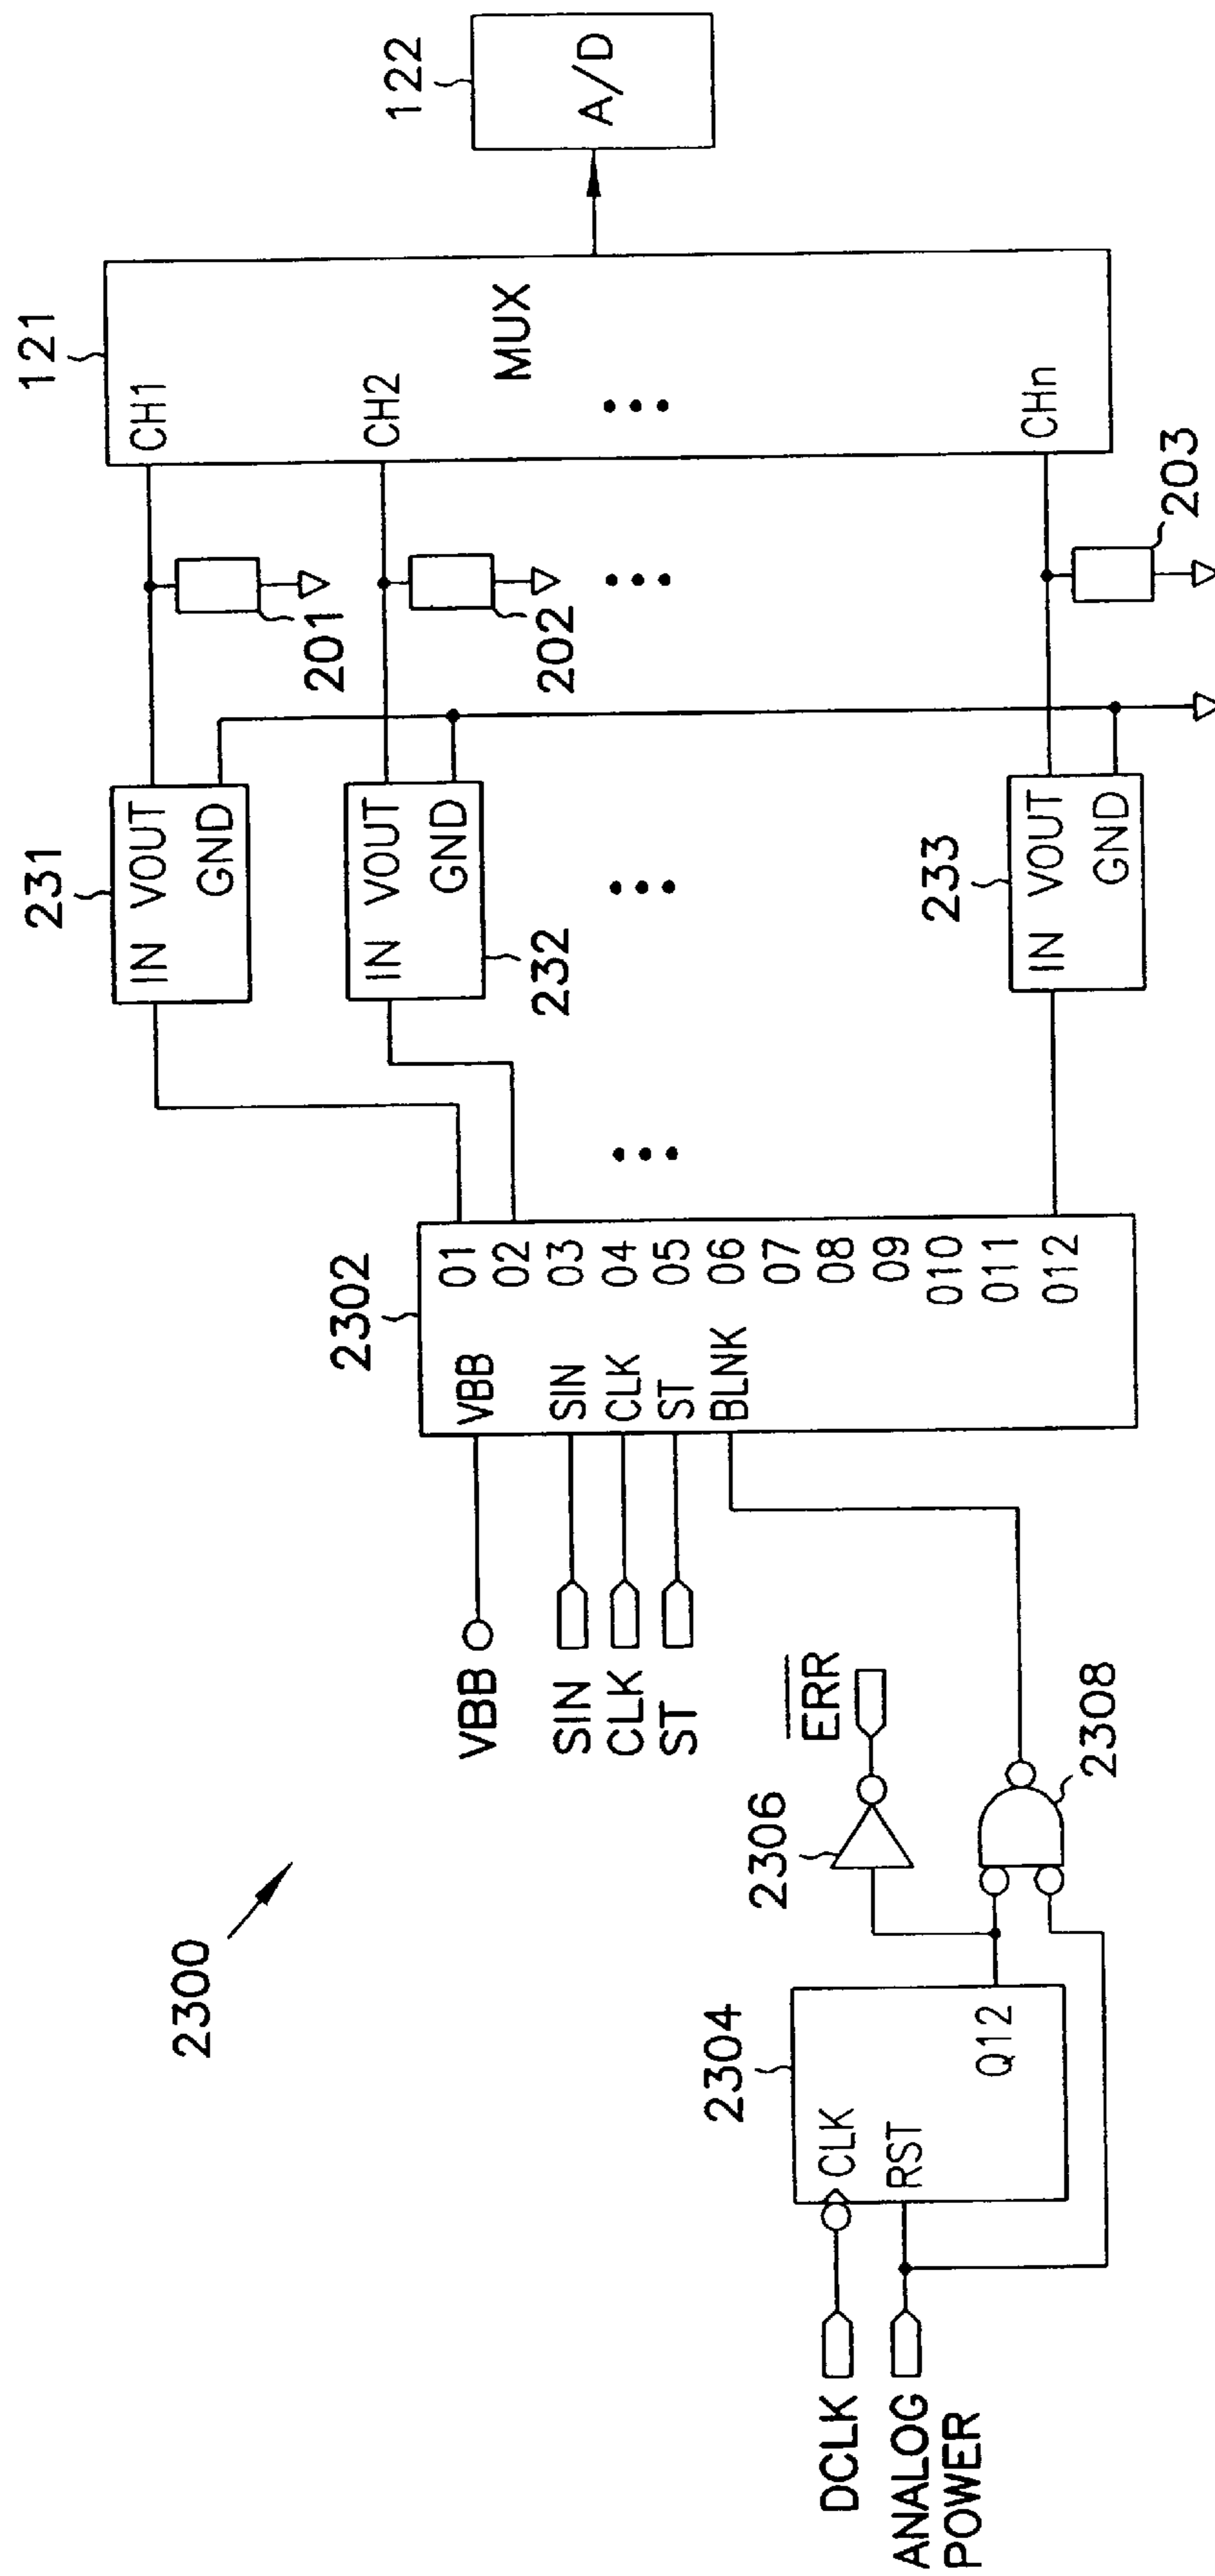 2300
DCLK
ANALOG
POWER
2304
CLK
RST
Q12
2306
ERR
2308
VBB
SIN
CLK
ST
2302
VBB
SIN
CLK
ST
BLNK
01
02
03
04
05
06
07
08
09
010
011
012
231
IN VOUT
GND
232
IN VOUT
GND
233
IN VOUT
GND
201
202
203
121
CH1
CH2
MUX
CHn
122
A/D